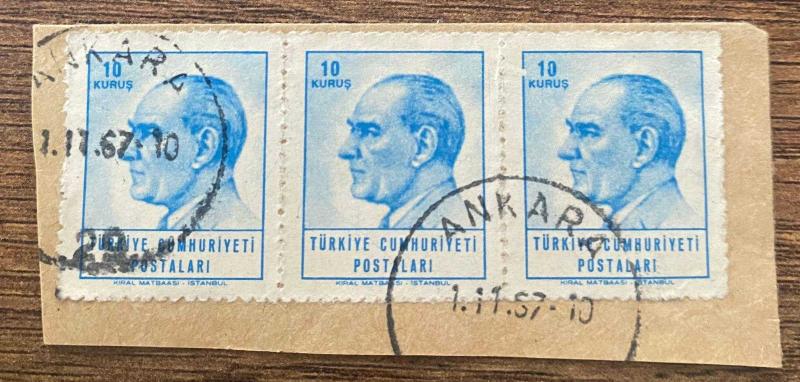 ANKARA
1.11.67-10
20
10
KURUŞ
TÜRKİYE CUMHURİYETİ
POSTALARI
KIRAL MATBAASI - İSTANBUL
10
KURUŞ
TÜRKİYE CUMHURİYETİ
POSTALARI
KIRAL MATBAASI - İSTANBUL
10
KURUŞ
TÜRKİYE CUMHURİYETİ
POSTALARI
KIRAL MATBAASI - İSTANBUL
ANKARA
1.11.67-10